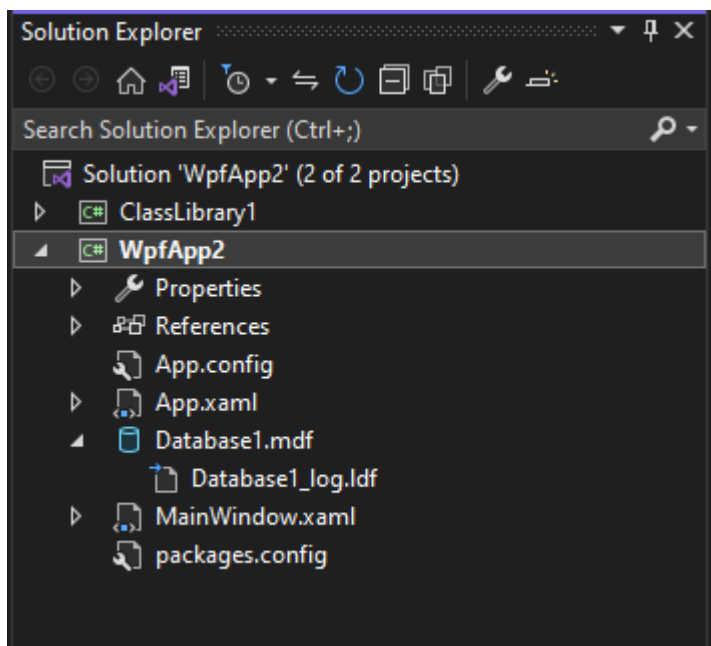 Solution Explorer
Search Solution Explorer (Ctrl+;)
Solution 'WpfApp2' (2 of 2 projects)
C# ClassLibrary1
C# WpfApp2
Properties
References
App.config
App.xaml
Database1.mdf
Database1_log.ldf
MainWindow.xaml
packages.config